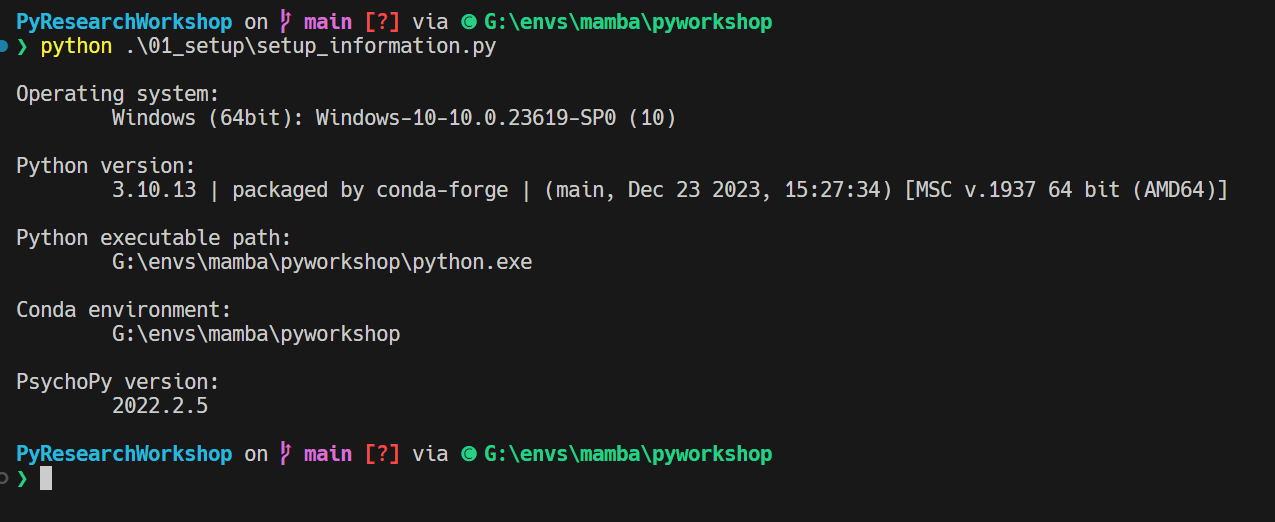 PyResearchWorkshop on main [?] via G:\envs\mamba\pyworkshop
❯ python .\01_setup\setup_information.py
Operating system:
Windows (64bit): Windows-10-10.0.23619-SP0 (10)
Python version:
3.10.13 | packaged by conda-forge | (main, Dec 23 2023, 15:27:34) [MSC v.1937 64 bit (AMD64)]
Python executable path:
G:\envs\mamba\pyworkshop\python.exe
Conda environment:
G:\envs\mamba\pyworkshop
PsychoPy version:
2022.2.5
PyResearchWorkshop on main [?] via G:\envs\mamba\pyworkshop
❯